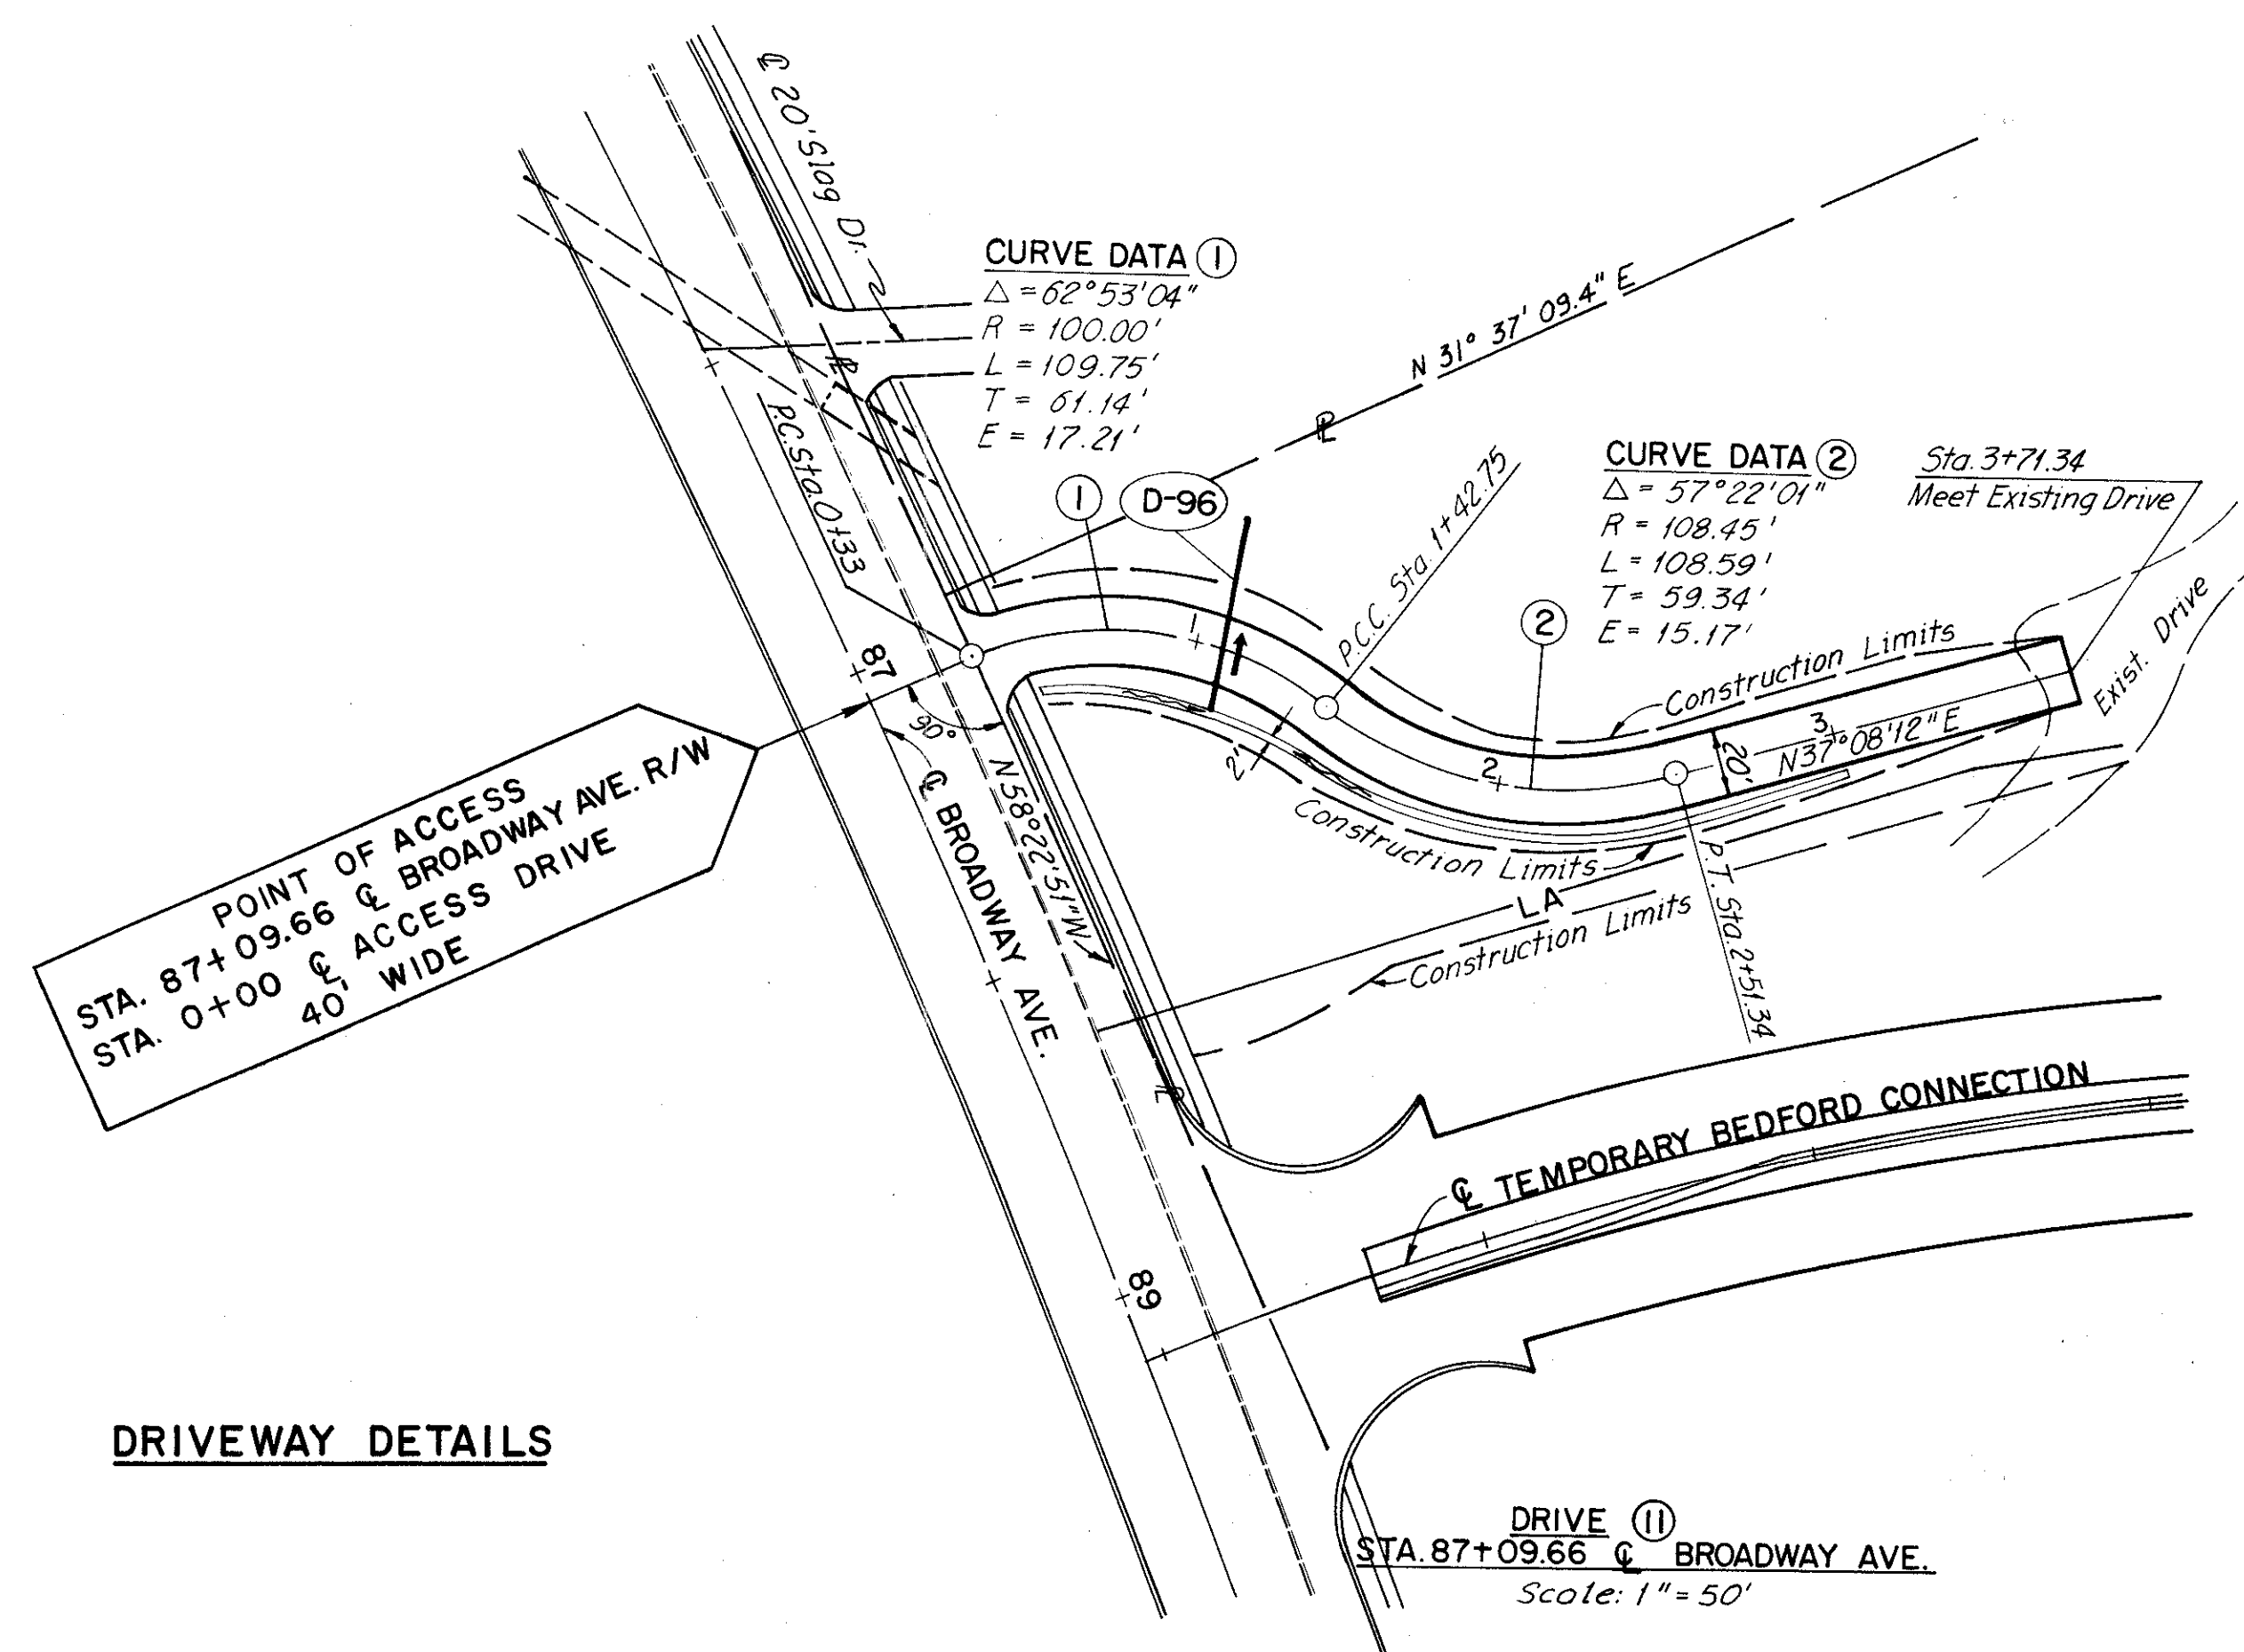 ℄ 20' Slag Dr.
CURVE DATA ①
△ = 62°53'04"
R = 100.00'
L = 109.75'
T = 61.14'
E = 17.21'
N 31° 37' 09.4" E
℄
P.C. Sta. 0+33
① D-96
P.C.C. Sta. 1+42.75
CURVE DATA ②
△ = 57°22'01"
R = 108.45'
L = 108.59'
T = 59.34'
E = 15.17'
Sta. 3+71.34
Meet Existing Drive
②
Construction Limits
Exist. Drive
1
2
3
N37°08'12"E
20'
2'
87
90°
℄ BROADWAY AVE.
N58°22'51"W
POINT OF ACCESS
STA. 87+09.66 ℄ BROADWAY AVE. R/W
STA. 0+00 ℄ ACCESS DRIVE
40' WIDE
Construction Limits
LA
Construction Limits
P.T. Sta. 2+51.34
℄ TEMPORARY BEDFORD CONNECTION
89
DRIVEWAY DETAILS
DRIVE ⑪
STA. 87+09.66 ℄ BROADWAY AVE.
Scale: 1" = 50'